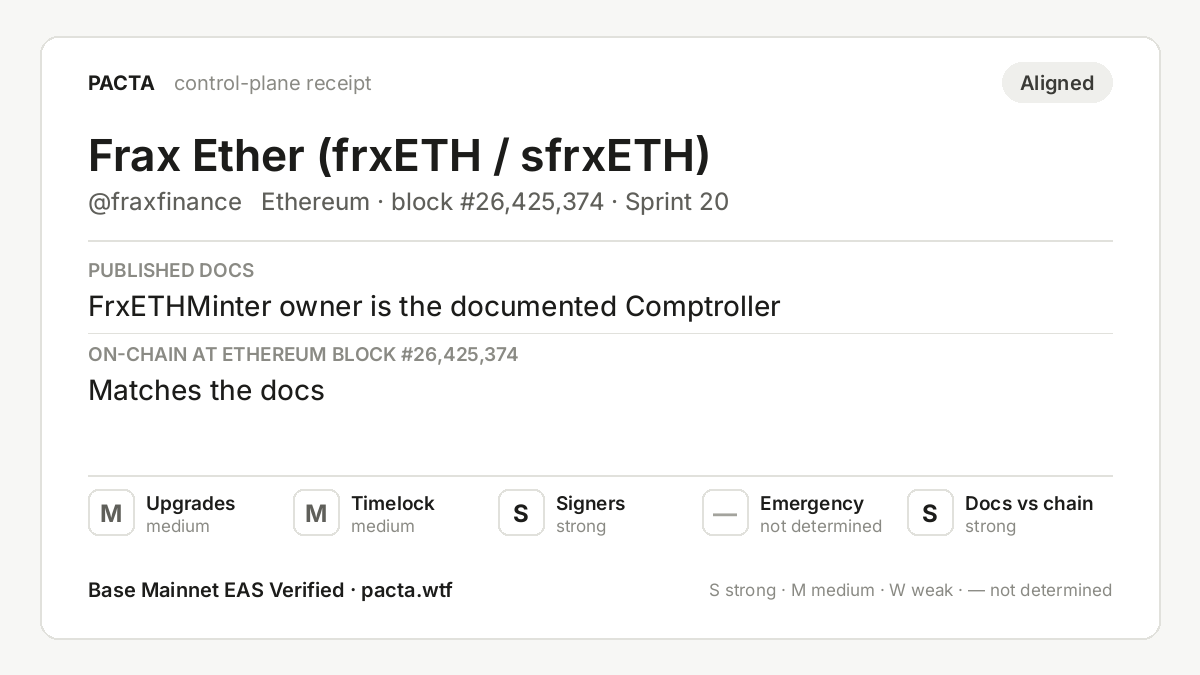 PACTA control-plane receipt Aligned
Frax Ether (frxETH / sfrxETH)
@fraxfinance Ethereum · block #26,425,374 · Sprint 20
PUBLISHED DOCS
FrxETHMinter owner is the documented Comptroller
ON-CHAIN AT ETHEREUM BLOCK #26,425,374
Matches the docs
M Upgrades medium
M Timelock medium
S Signers strong
— Emergency not determined
S Docs vs chain strong
Base Mainnet EAS Verified · pacta.wtf
S strong · M medium · W weak · — not determined